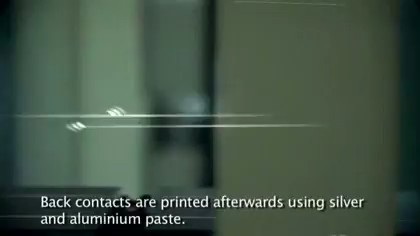 Back contacts are printed afterwards using silver
and aluminium paste.